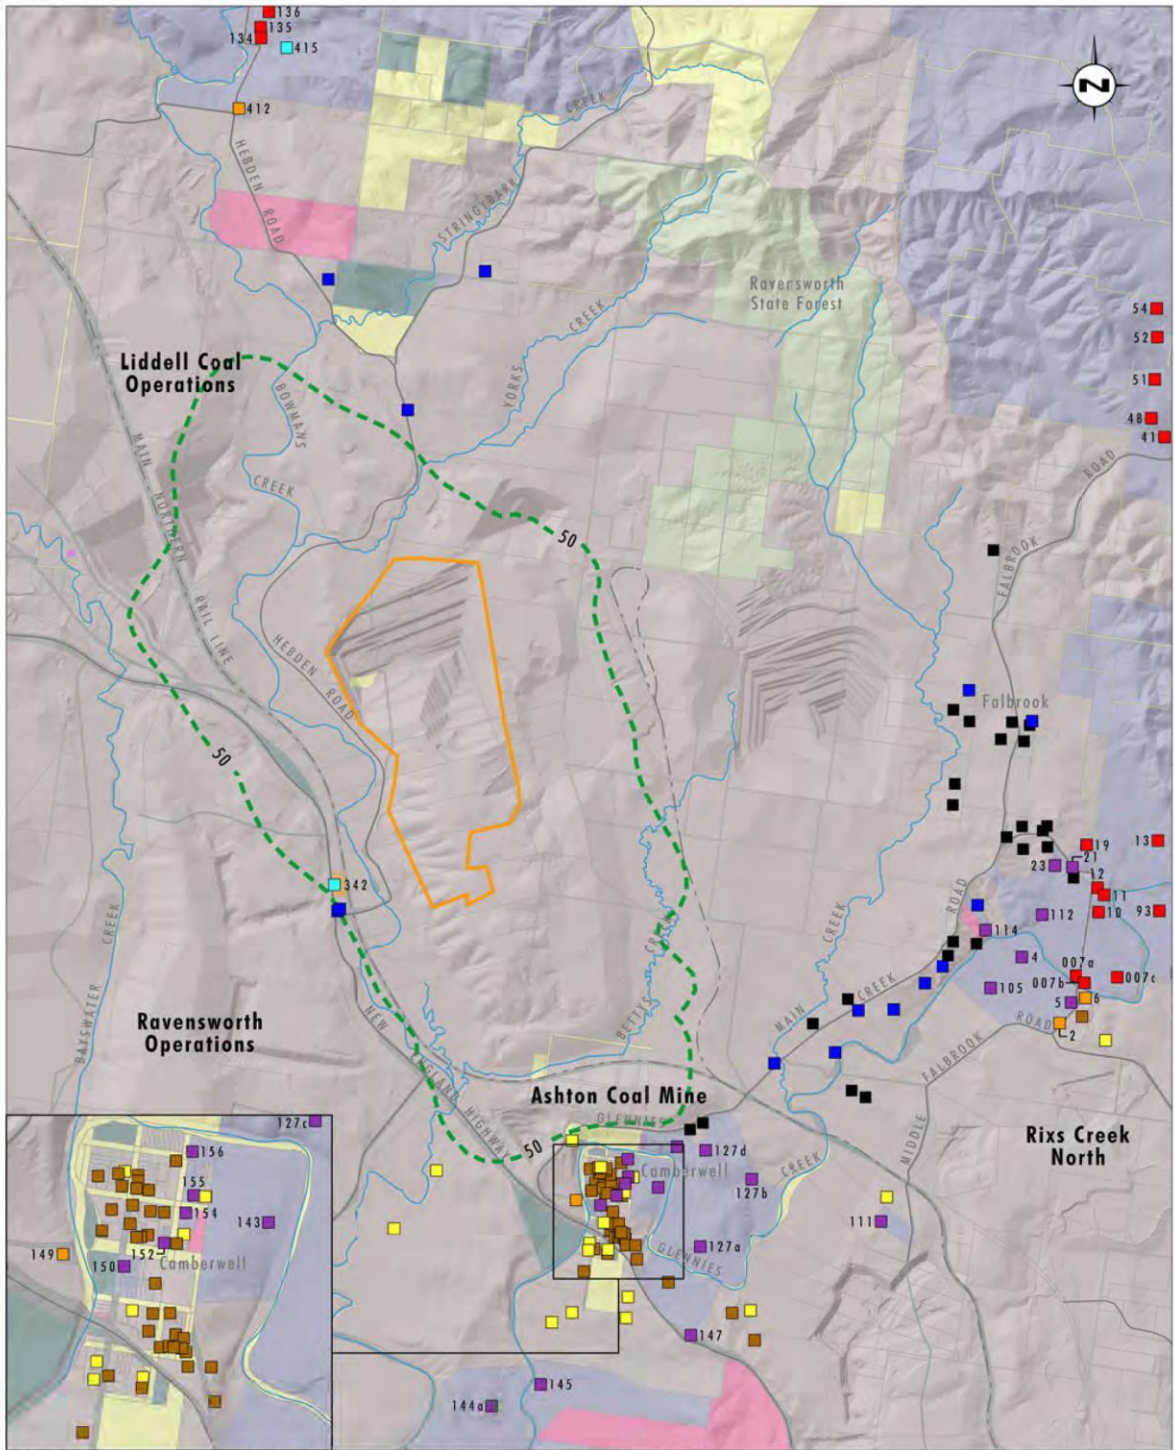 136
135
134
415
N
412
CREEK
HEBDEN ROAD
STRINGYBARK
Ravensworth
State Forest
54
52
51
48
41
CREEK
YORKS
Liddell Coal
Operations
BOWMANS
CREEK
MAIN NORTHERN RAIL LINE
ROAD
FALBROOK
50
HEBDEN ROAD
Falbrook
50
13
19
21
23
12
11
10
93
342
112
ROAD
114
4
007a
007b
007c
105
5
6
2
CREEK
BAYSWATER
CREEK
BETTYS
CREEK
MAIN
CREEK
ROAD
FALBROOK
Ravensworth
Operations
NEW ENGLAND HIGHWAY
Ashton Coal Mine
GLENNIES
50
Rixs Creek
North
MIDDLE
127d
Camberwell
127b
CREEK
111
127a
GLENNIES
147
145
144a
127c
156
155
154
143
149
152
150
Camberwell